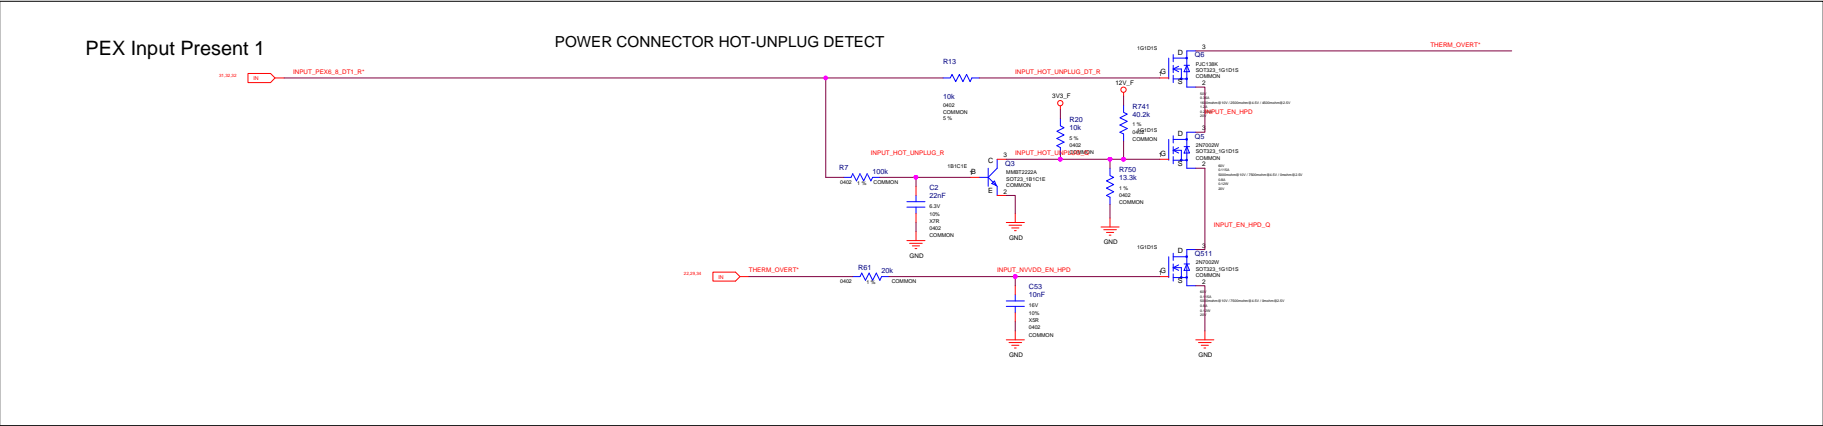 PEX Input Present 1
POWER CONNECTOR HOT-UNPLUG DETECT
IN
INPUT_PEX6_8_DT1_R*
R13
10k
0402
COMMON
5 %
INPUT_HOT_UNPLUG_DT_R
1G1D1S
D
G
S
3
2
Q6
PJC138K
SOT323_1G1D1S
COMMON
THERM_OVERT*
3V3_F
R20
10k
5 %
0402
COMMON
12V_F
R741
40.2k
1 %
0402
COMMON
INPUT_EN_HPD
1G1D1S
D
G
S
3
2
Q5
2N7002W
SOT323_1G1D1S
COMMON
R7
100k
0402
1 %
COMMON
INPUT_HOT_UNPLUG_R
C2
22nF
6.3V
10%
X7R
0402
COMMON
GND
1B1C1E
B
C
E
3
2
Q3
MMBT2222A
SOT23_1B1C1E
COMMON
GND
R750
13.3k
1 %
0402
COMMON
GND
INPUT_EN_HPD_Q
IN
THERM_OVERT*
R61
20k
0402
1 %
COMMON
INPUT_NVVDD_EN_HPD
C53
10nF
16V
10%
X5R
0402
COMMON
GND
1G1D1S
D
G
S
3
2
Q511
2N7002W
SOT323_1G1D1S
COMMON
GND